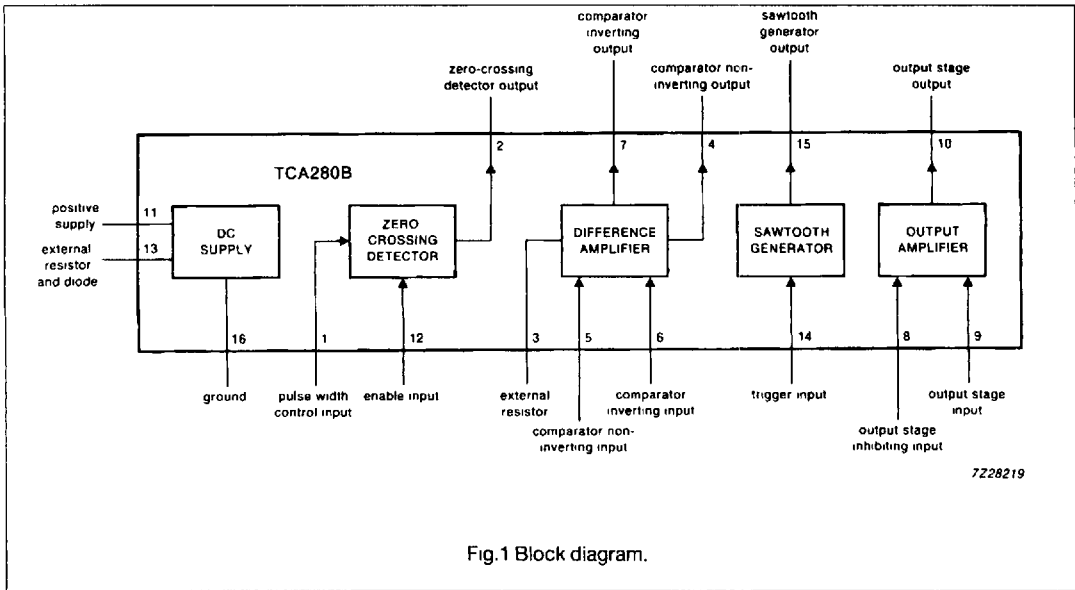 comparator
inverting
output
sawtooth
generator
output
zero-crossing
detector output
comparator non-
inverting output
output stage
output
2
7
4
15
10
TCA280B
positive
supply
11
external
resistor
and diode
13
DC
SUPPLY
ZERO
CROSSING
DETECTOR
DIFFERENCE
AMPLIFIER
SAWTOOTH
GENERATOR
OUTPUT
AMPLIFIER
16
1
12
3
5
6
14
8
9
ground
pulse width
control input
enable input
external
resistor
comparator non-
inverting input
comparator
inverting input
trigger input
output stage
inhibiting input
output stage
input
7Z28219
Fig.1 Block diagram.